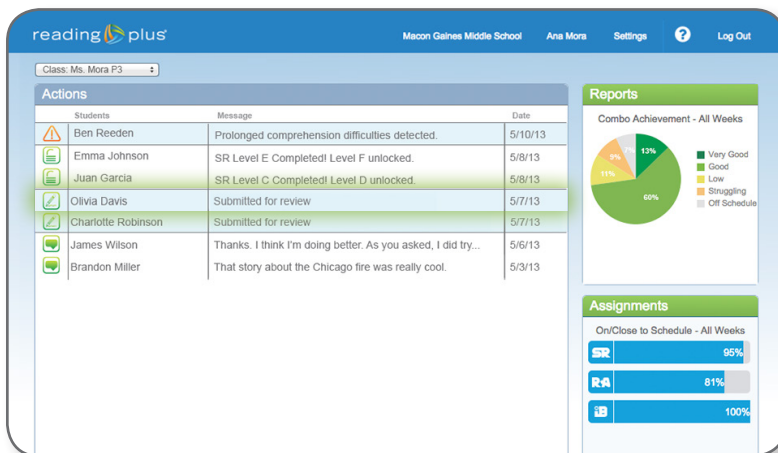 reading plus®
Macon Gaines Middle School Ana Mora Settings ? Log Out
Class: Ms. Mora P3
Actions
Students Message Date
Ben Reeden Prolonged comprehension difficulties detected. 5/10/13
Emma Johnson SR Level E Completed! Level F unlocked. 5/8/13
Juan Garcia SR Level C Completed! Level D unlocked. 5/8/13
Olivia Davis Submitted for review 5/7/13
Charlotte Robinson Submitted for review 5/7/13
James Wilson Thanks. I think I'm doing better. As you asked, I did try... 5/6/13
Brandon Miller That story about the Chicago fire was really cool. 5/3/13
Reports
Combo Achievement - All Weeks
13%
60%
11%
9%
7%
Very Good
Good
Low
Struggling
Off Schedule
Assignments
On/Close to Schedule - All Weeks
SR 95%
RA 81%
iB 100%